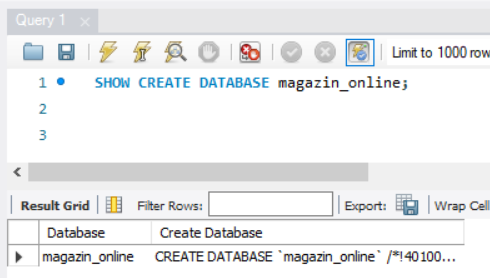 Query 1
Limit to 1000 row
1 SHOW CREATE DATABASE magazin_online;
2
3
Result Grid Filter Rows: Export: Wrap Cell
Database Create Database
magazin_online CREATE DATABASE `magazin_online` /*!40100...